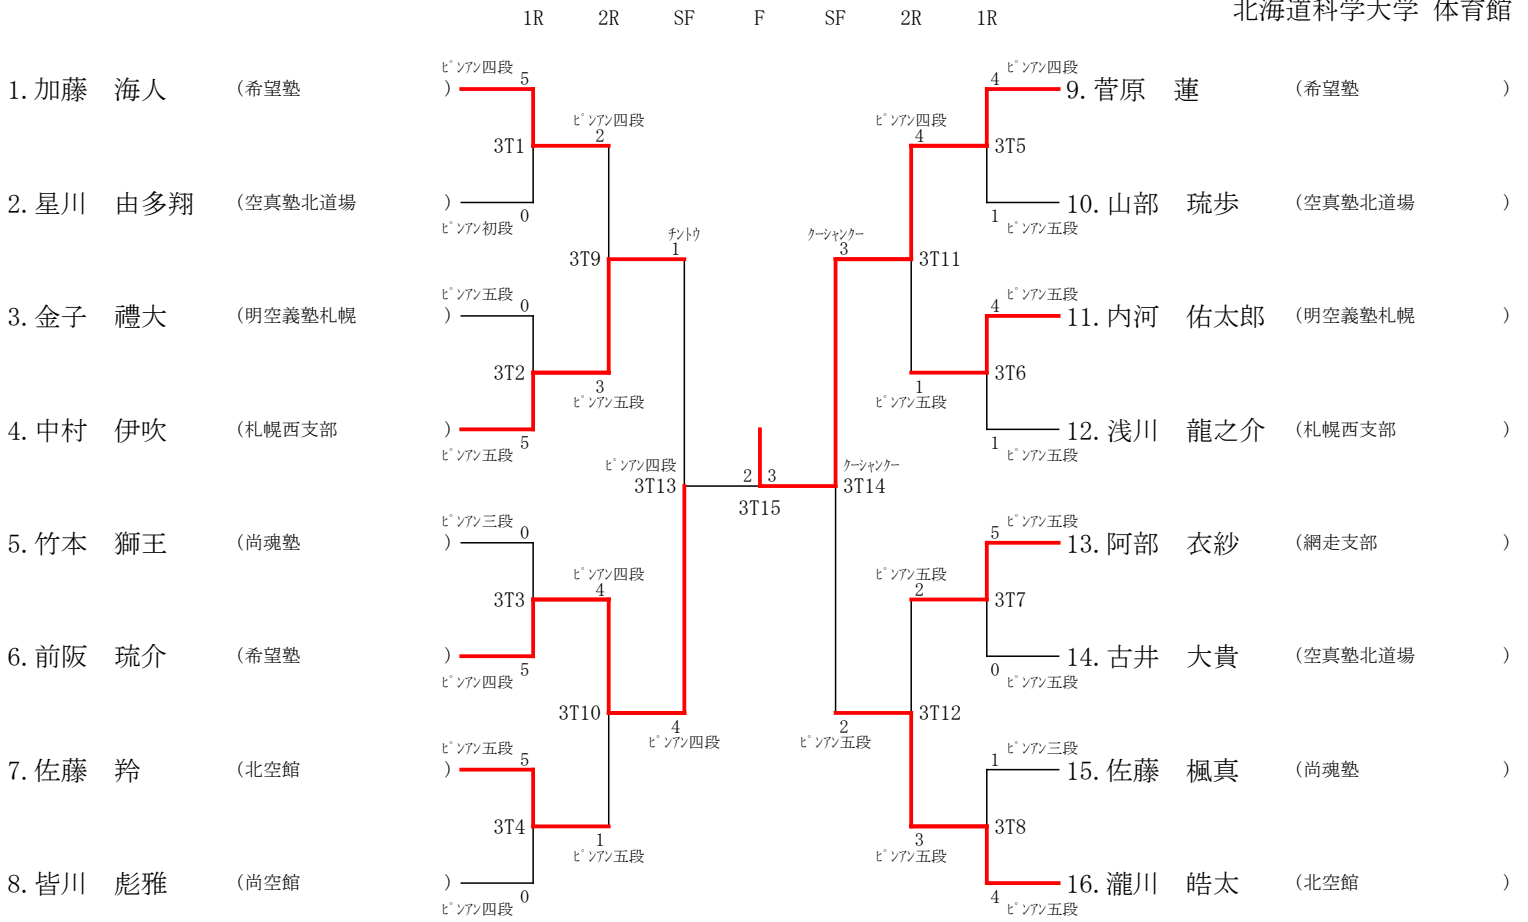 北海道科学大学 体育館
1R 2R SF F SF 2R 1R
ﾋﾟﾝｱﾝ四段 5 4 ﾋﾟﾝｱﾝ四段
1. 加藤 海人 (希望塾 ) 9. 菅原 蓮 (希望塾 )
ﾋﾟﾝｱﾝ四段 ﾋﾟﾝｱﾝ四段
3T1 2 4 3T5
2. 星川 由多翔 (空真塾北道場 ) 10. 山部 琉歩 (空真塾北道場 )
ﾋﾟﾝｱﾝ初段 0 1 ﾋﾟﾝｱﾝ五段
ﾁﾝﾄｳ ｸｰｼｬﾝｸｰ
3T9 1 3 3T11
ﾋﾟﾝｱﾝ五段 0 4 ﾋﾟﾝｱﾝ五段
3. 金子 禮大 (明空義塾札幌 ) 11. 内河 佑太郎 (明空義塾札幌 )
3T2 3 1 3T6
ﾋﾟﾝｱﾝ五段 ﾋﾟﾝｱﾝ五段
4. 中村 伊吹 (札幌西支部 ) 12. 浅川 龍之介 (札幌西支部 )
ﾋﾟﾝｱﾝ五段 5 1 ﾋﾟﾝｱﾝ五段
ﾋﾟﾝｱﾝ四段 ｸｰｼｬﾝｸｰ
3T13 2 3 3T14
3T15
ﾋﾟﾝｱﾝ三段 0 5 ﾋﾟﾝｱﾝ五段
5. 竹本 獅王 (尚魂塾 ) 13. 阿部 衣紗 (網走支部 )
ﾋﾟﾝｱﾝ四段 ﾋﾟﾝｱﾝ五段
3T3 4 2 3T7
6. 前阪 琉介 (希望塾 ) 14. 古井 大貴 (空真塾北道場 )
ﾋﾟﾝｱﾝ四段 5 0 ﾋﾟﾝｱﾝ五段
3T10 4 2 3T12
ﾋﾟﾝｱﾝ四段 ﾋﾟﾝｱﾝ五段
ﾋﾟﾝｱﾝ五段 5 1 ﾋﾟﾝｱﾝ三段
7. 佐藤 羚 (北空館 ) 15. 佐藤 楓真 (尚魂塾 )
3T4 1 3 3T8
ﾋﾟﾝｱﾝ五段 ﾋﾟﾝｱﾝ五段
8. 皆川 彪雅 (尚空館 ) 16. 瀧川 皓太 (北空館 )
ﾋﾟﾝｱﾝ四段 0 4 ﾋﾟﾝｱﾝ五段